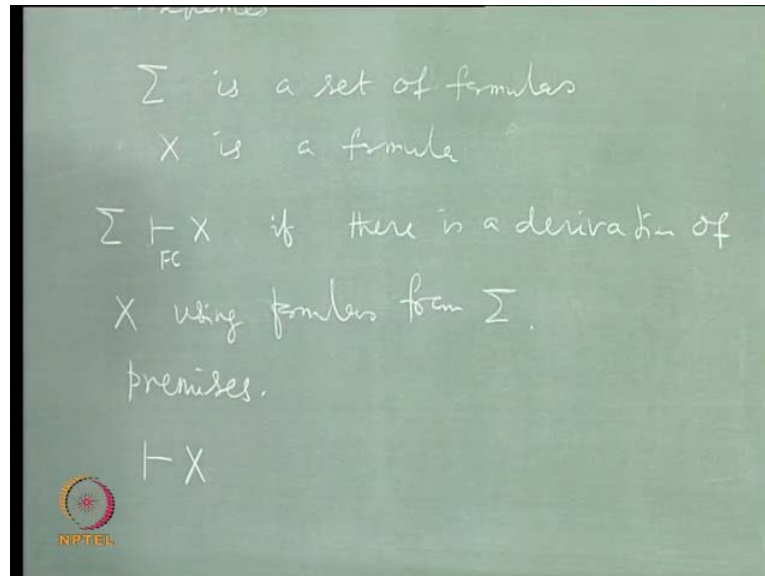 Σ is a set of formulas
X is a formula
Σ ⊢ X if there is a derivation of
FC
X using formulas from Σ.
premises.
⊢ X
NPTEL